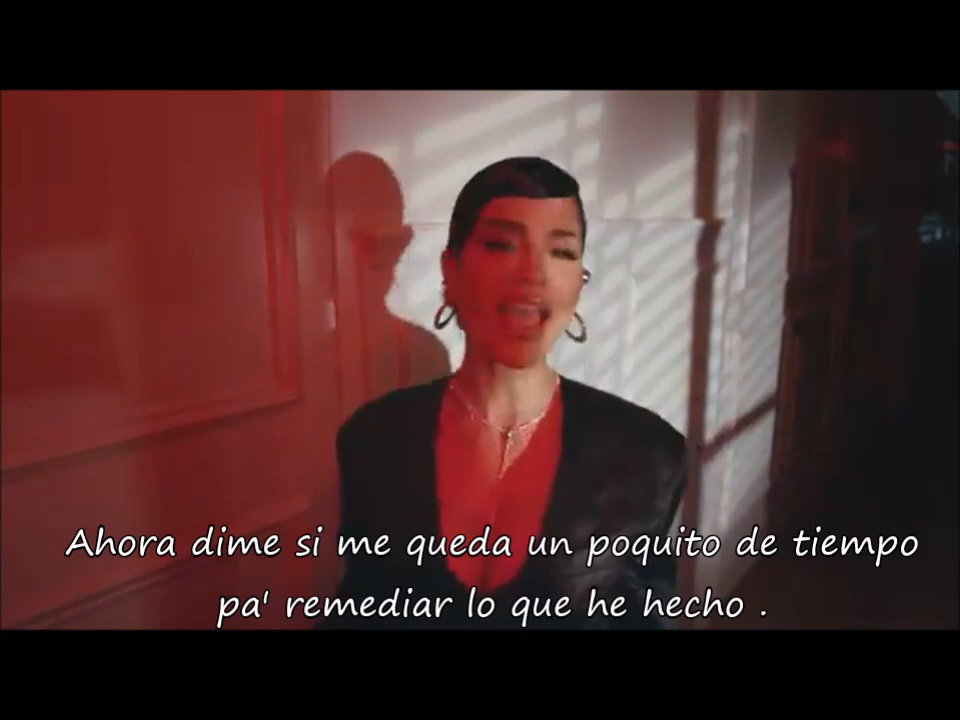 Ahora dime si me queda un poquito de tiempo
pa' remediar lo que he hecho .